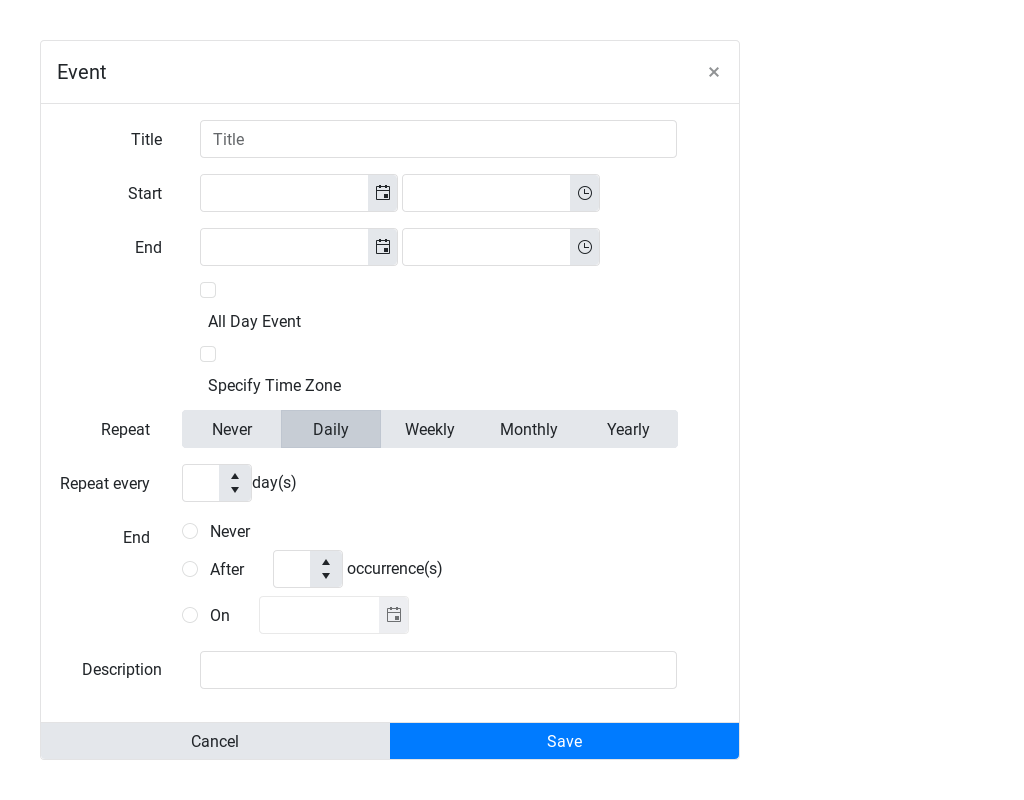 Event ×
Title Title
Start
End
All Day Event
Specify Time Zone
Repeat Never Daily Weekly Monthly Yearly
Repeat every day(s)
End Never
After occurrence(s)
On
Description
Cancel Save